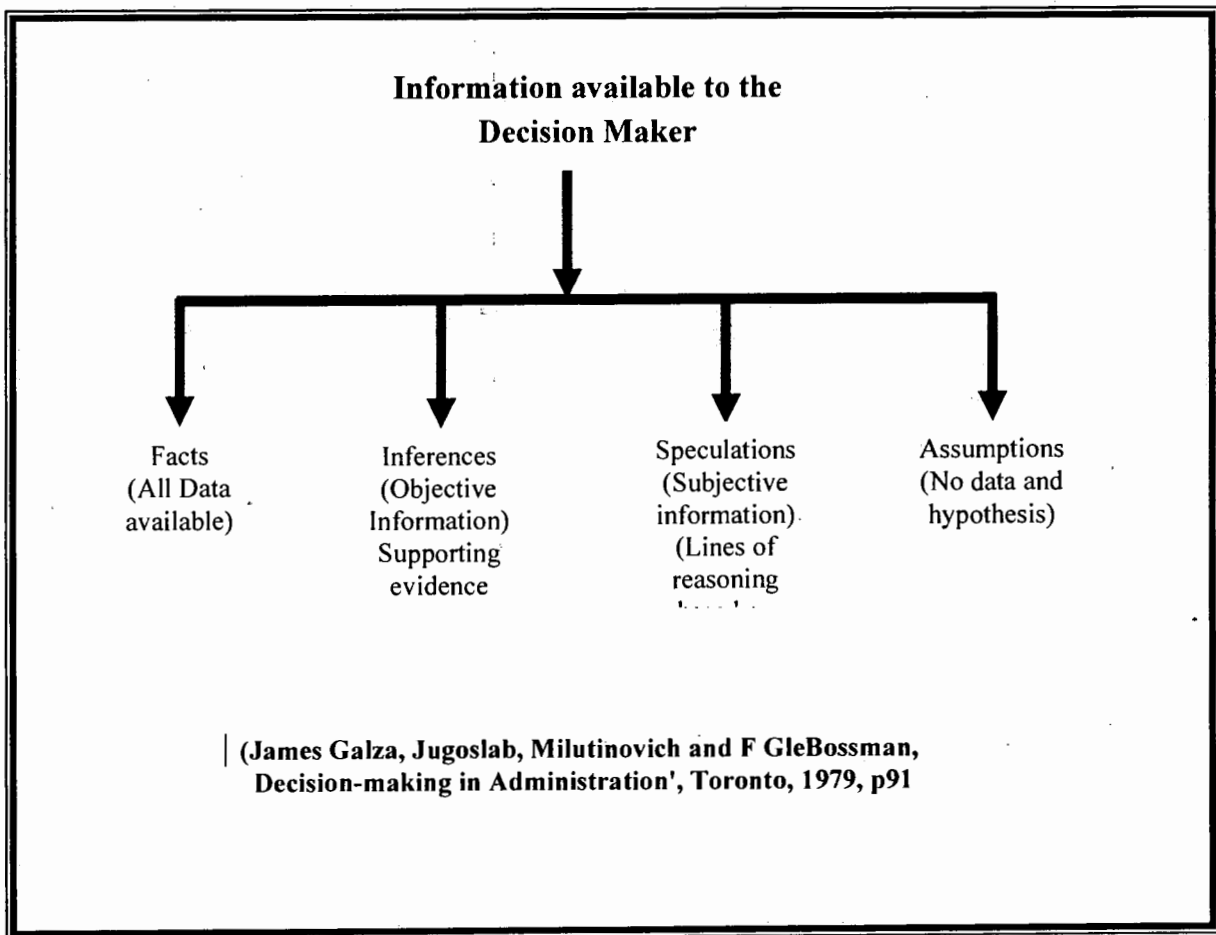 Information available to the
Decision Maker
Facts
(All Data
available)
Inferences
(Objective
Information)
Supporting
evidence
Speculations
(Subjective
information)
(Lines of
reasoning
Assumptions
(No data and
hypothesis)
(James Galza, Jugoslab, Milutinovich and F GleBossman,
Decision-making in Administration', Toronto, 1979, p91